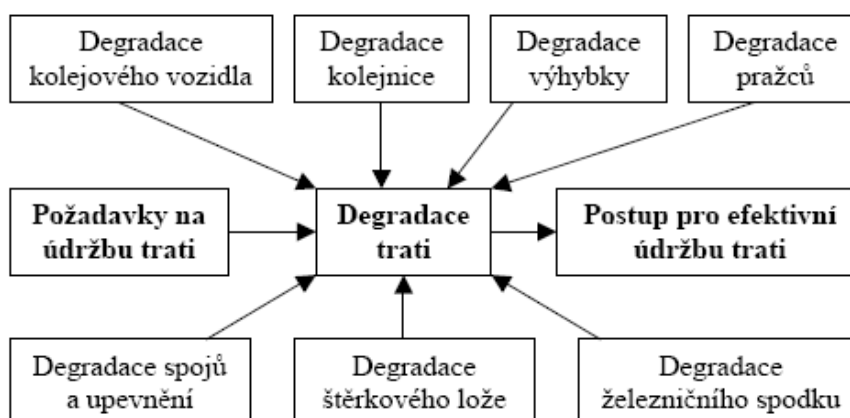 Degradace
kolejového vozidla
Degradace
kolejnice
Degradace
výhybky
Degradace
pražců
Požadavky na
údržbu trati
Degradace
trati
Postup pro efektivní
údržbu trati
Degradace spojů
a upevnění
Degradace
štěrkového lože
Degradace
železničního spodku